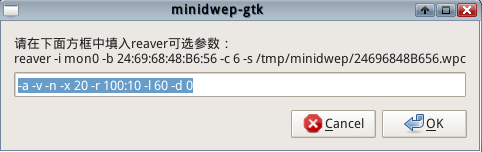 minidwep-gtk
请在下面方框中填入reaver可选参数：
reaver -i mon0 -b 24:69:68:48:B6:56 -c 6 -s /tmp/minidwep/24696848B656.wpc
-a -v -n -x 20 -r 100:10 -l 60 -d 0
Cancel OK